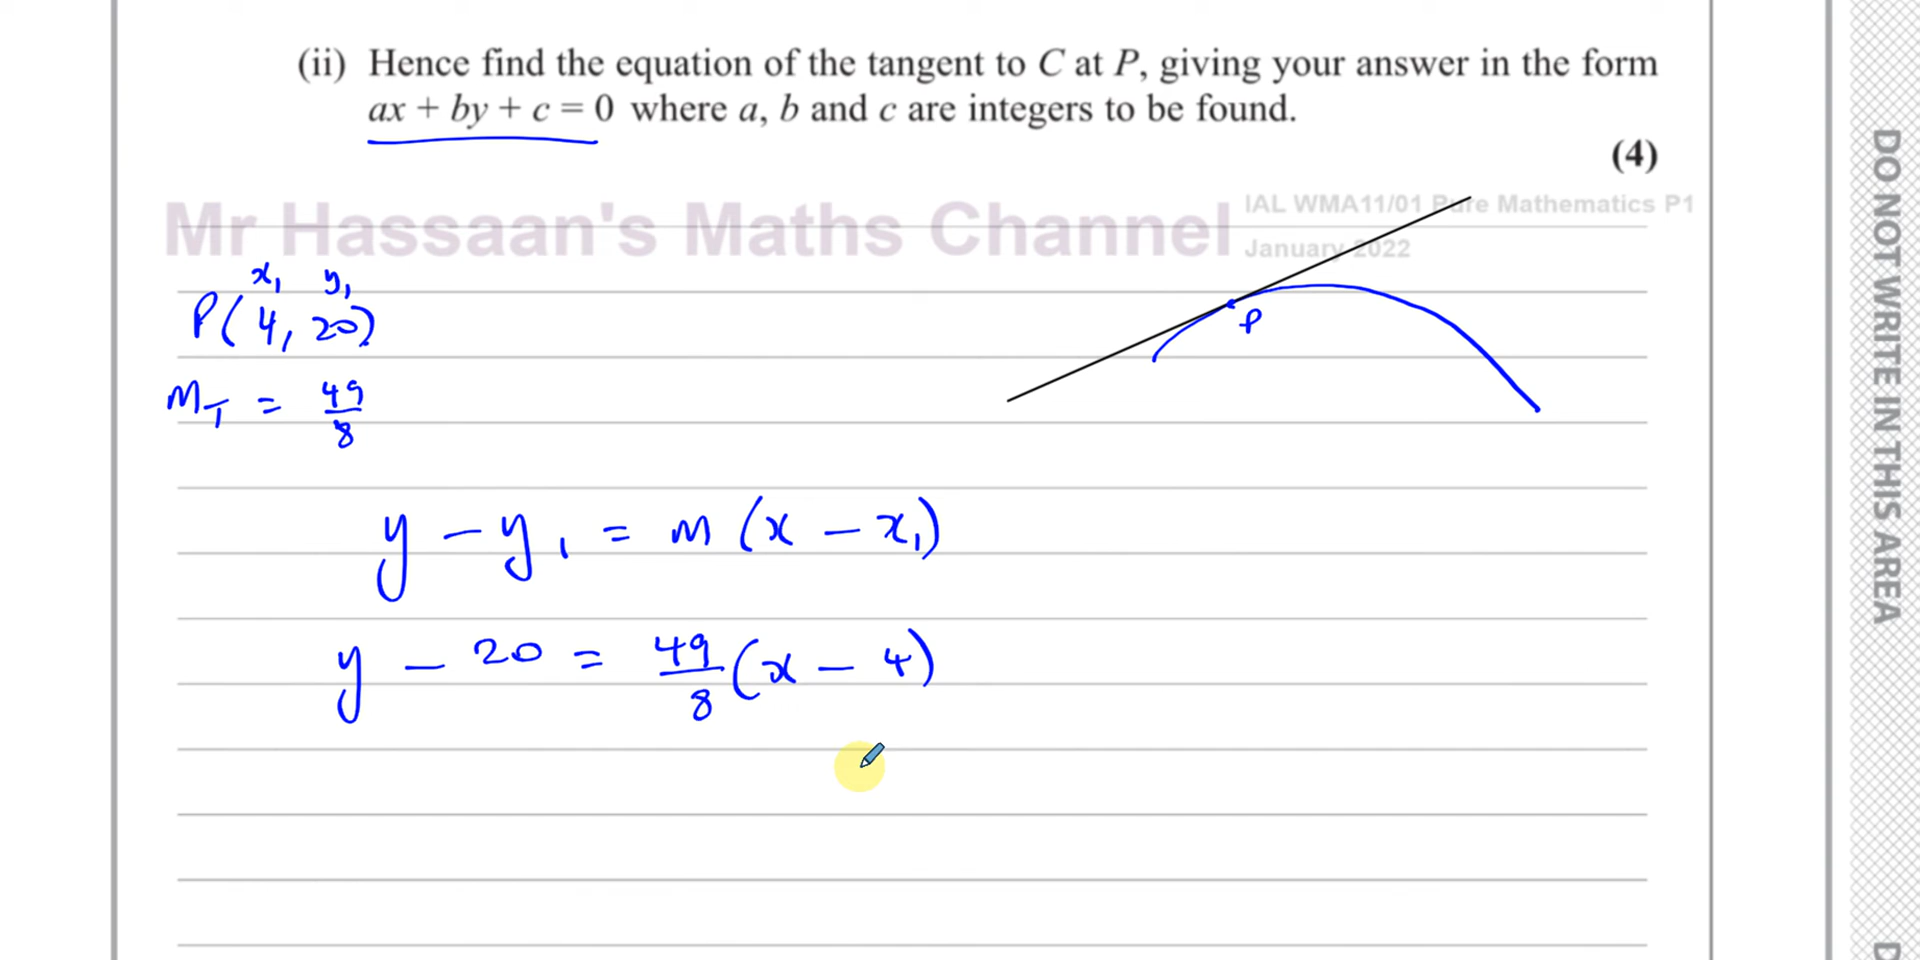 (ii) Hence find the equation of the tangent to C at P, giving your answer in the form
ax + by + c = 0 where a, b and c are integers to be found.
(4)
Mr Hassaan's Maths Channel
IAL WMA11/01 Pure Mathematics P1
January 2022
x₁ y₁
P(4, 20)
P
m_T = 49/8
y - y₁ = m(x - x₁)
y - 20 = 49/8(x - 4)
DO NOT WRITE IN THIS AREA
D